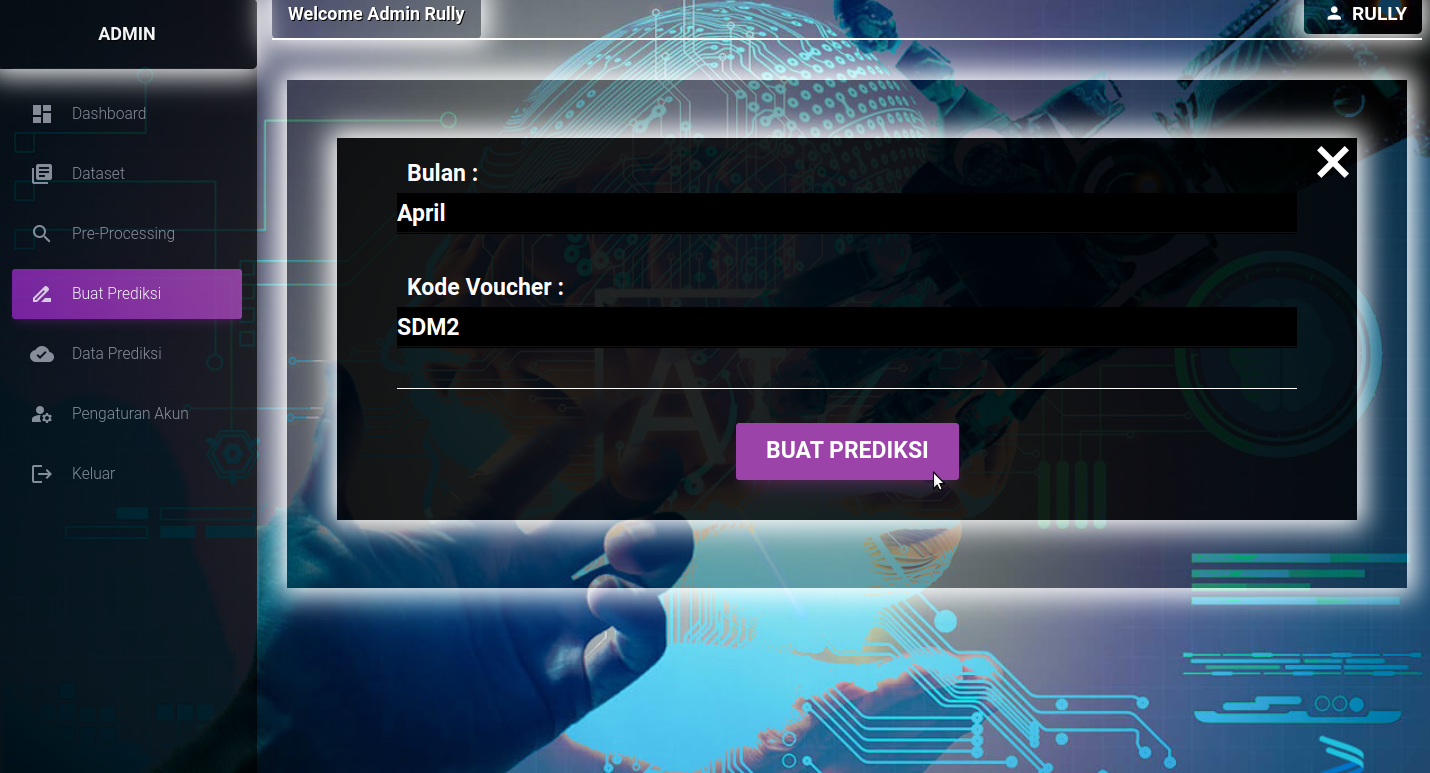 ADMIN
Welcome Admin Rully
RULLY
Dashboard
Dataset
Pre-Processing
Buat Prediksi
Data Prediksi
Pengaturan Akun
Keluar
Bulan :
April
Kode Voucher :
SDM2
AI
BUAT PREDIKSI